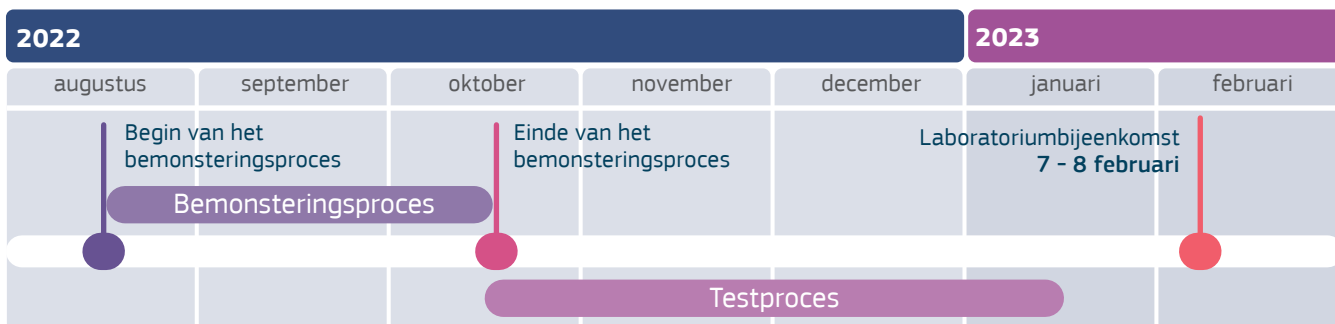 2022
2023
augustus
september
oktober
november
december
januari
februari
Begin van het
bemonsteringsproces
Einde van het
bemonsteringsproces
Laboratoriumbijeenkomst
7 - 8 februari
Bemonsteringsproces
Testproces